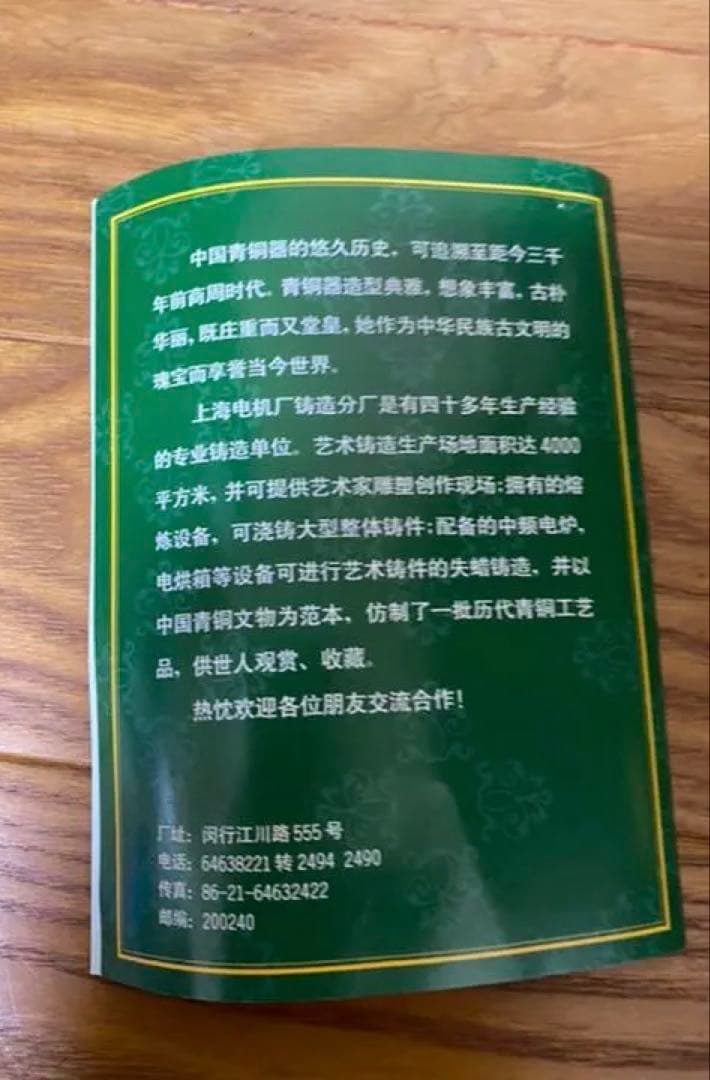 中国青铜器的悠久历史，可追溯至距今三千
年前商周时代。青铜器造型典雅，想象丰富，古朴
华丽，既庄重而又堂皇，她作为中华民族古文明的
瑰宝而享誉当今世界。
上海电机厂铸造分厂是有四十多年生产经验
的专业铸造单位。艺术铸造生产场地面积达4000
平方米，并可提供艺术家雕塑创作现场；拥有的熔
炼设备，可浇铸大型整体铸件；配备的中频电炉、
电烘箱等设备可进行艺术铸件的失蜡铸造，并以
中国青铜文物为范本，仿制了一批历代青铜工艺
品，供世人观赏、收藏。
热忱欢迎各位朋友交流合作！
厂址：闵行江川路555号
电话：64638221转2494 2490
传真：86-21-64632422
邮编：200240